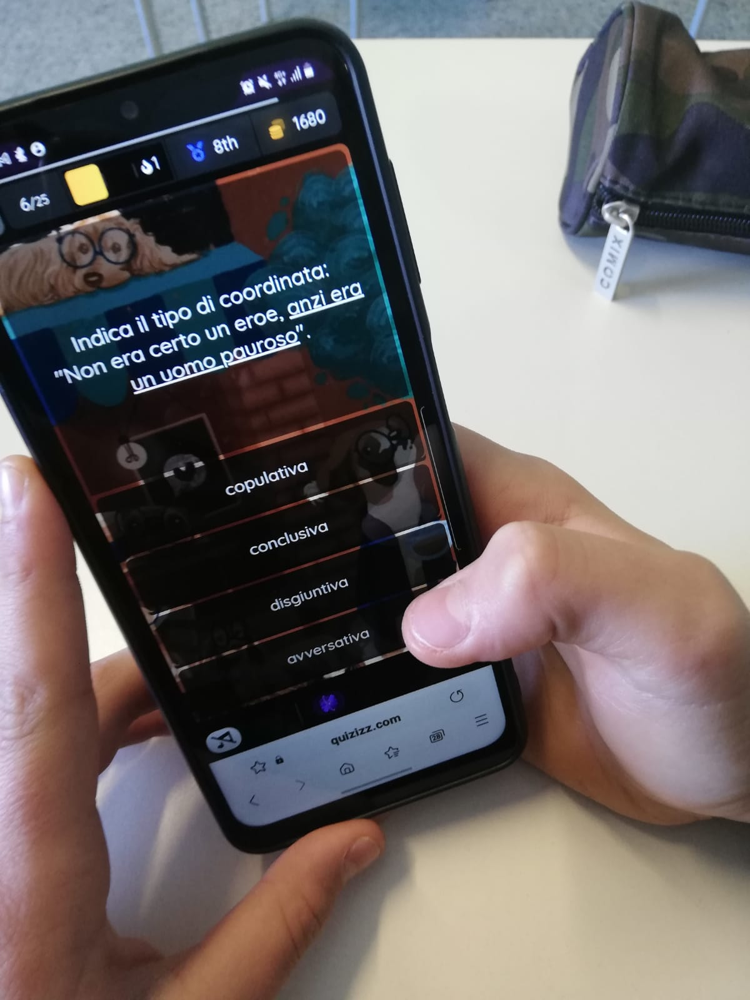 6/25
1
8th
1680
Indica il tipo di coordinata:
"Non era certo un eroe, anzi era
un uomo pauroso".
copulativa
conclusiva
disgiuntiva
avversativa
quizizz.com
28
COMIX